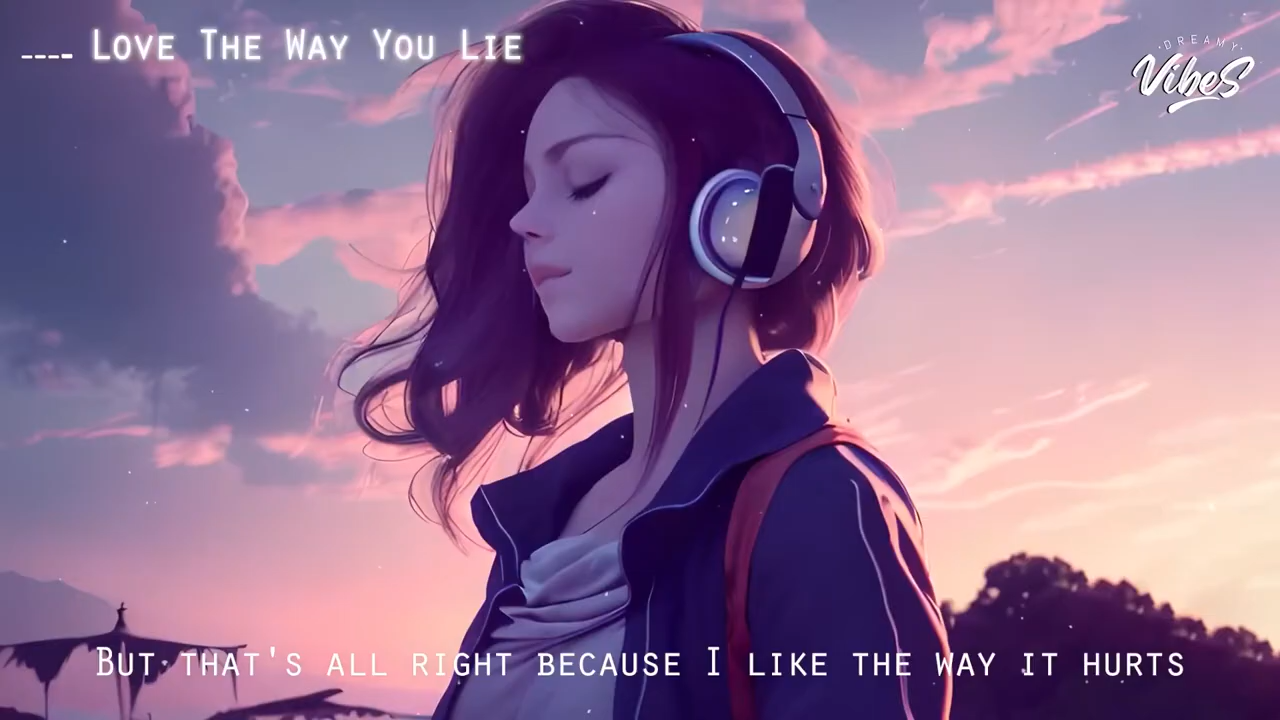 ---- Love The Way You Lie
·DREAMY·
Vibes
But that's all right because I like the way it hurts